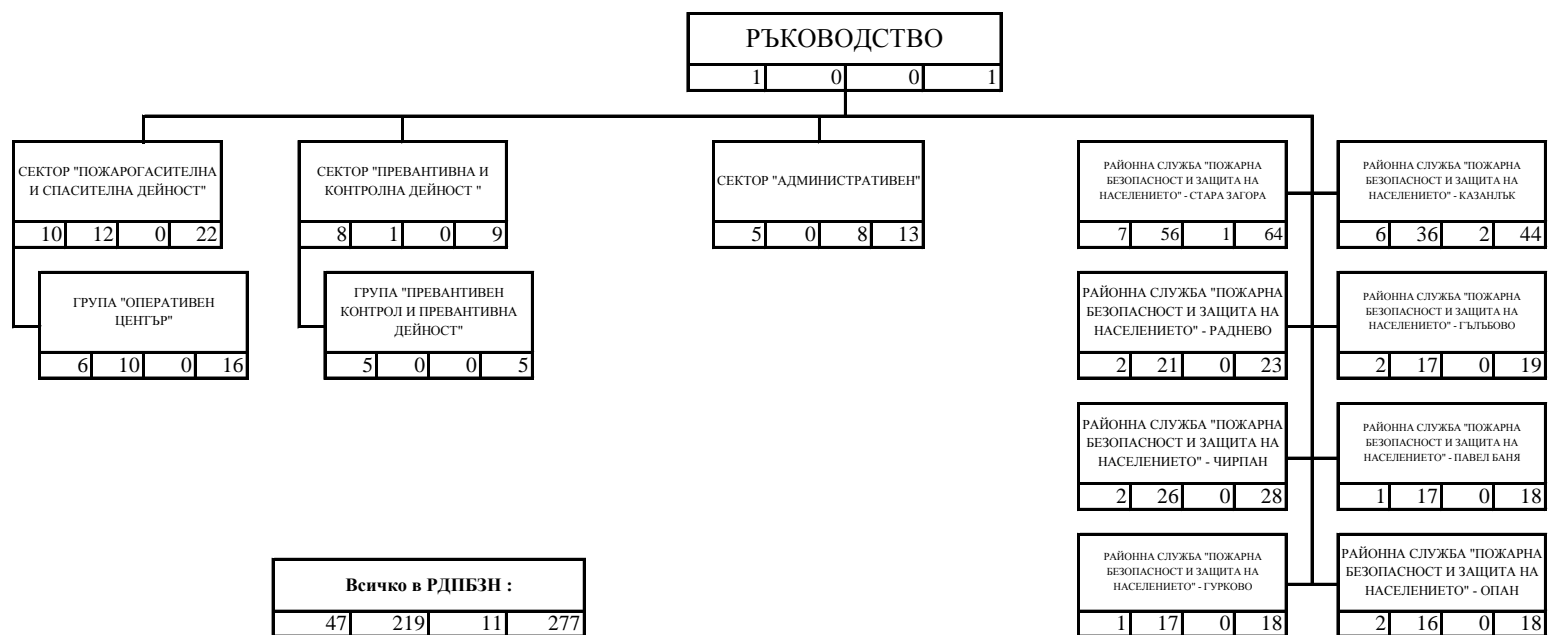 РЪКОВОДСТВО
1 0 0 1
СЕКТОР "ПОЖАРОГАСИТЕЛНА
И СПАСИТЕЛНА ДЕЙНОСТ"
10 12 0 22
СЕКТОР "ПРЕВАНТИВНА И
КОНТРОЛНА ДЕЙНОСТ "
8 1 0 9
СЕКТОР "АДМИНИСТРАТИВЕН"
5 0 8 13
РАЙОННА СЛУЖБА "ПОЖАРНА
БЕЗОПАСНОСТ И ЗАЩИТА НА
НАСЕЛЕНИЕТО" - СТАРА ЗАГОРА
7 56 1 64
РАЙОННА СЛУЖБА "ПОЖАРНА
БЕЗОПАСНОСТ И ЗАЩИТА НА
НАСЕЛЕНИЕТО" - КАЗАНЛЪК
6 36 2 44
ГРУПА "ОПЕРАТИВЕН
ЦЕНТЪР"
6 10 0 16
ГРУПА "ПРЕВАНТИВЕН
КОНТРОЛ И ПРЕВАНТИВНА
ДЕЙНОСТ"
5 0 0 5
РАЙОННА СЛУЖБА "ПОЖАРНА
БЕЗОПАСНОСТ И ЗАЩИТА НА
НАСЕЛЕНИЕТО" - РАДНЕВО
2 21 0 23
РАЙОННА СЛУЖБА "ПОЖАРНА
БЕЗОПАСНОСТ И ЗАЩИТА НА
НАСЕЛЕНИЕТО" - ГЪЛЪБОВО
2 17 0 19
РАЙОННА СЛУЖБА "ПОЖАРНА
БЕЗОПАСНОСТ И ЗАЩИТА НА
НАСЕЛЕНИЕТО" - ЧИРПАН
2 26 0 28
РАЙОННА СЛУЖБА "ПОЖАРНА
БЕЗОПАСНОСТ И ЗАЩИТА НА
НАСЕЛЕНИЕТО" - ПАВЕЛ БАНЯ
1 17 0 18
Всичко в РДПБЗН :
47 219 11 277
РАЙОННА СЛУЖБА "ПОЖАРНА
БЕЗОПАСНОСТ И ЗАЩИТА НА
НАСЕЛЕНИЕТО" - ГУРКОВО
1 17 0 18
РАЙОННА СЛУЖБА "ПОЖАРНА
БЕЗОПАСНОСТ И ЗАЩИТА НА
НАСЕЛЕНИЕТО" - ОПАН
2 16 0 18